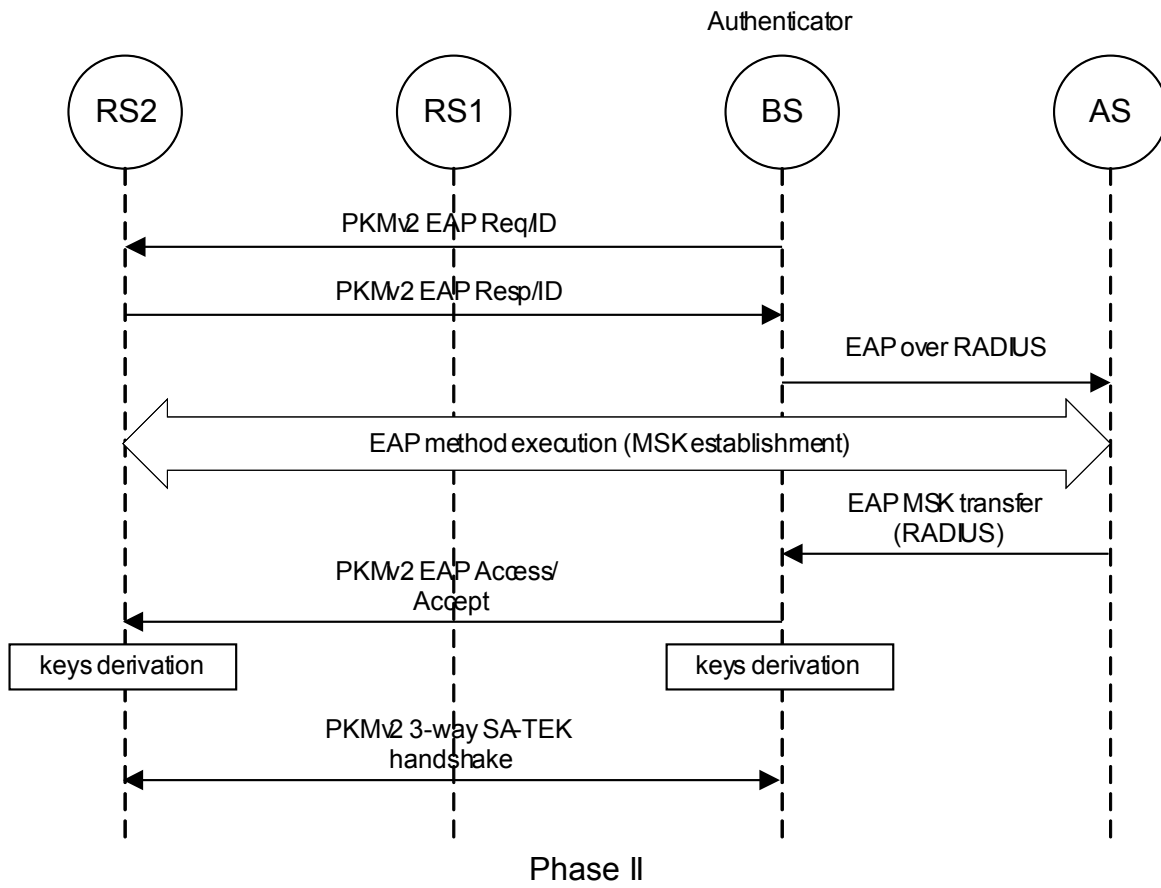 Authenticator
RS2
RS1
BS
AS
PKMv2 EAP Req/ID
PKMv2 EAP Resp/ID
EAP over RADIUS
EAP method execution (MSK establishment)
EAP MSK transfer
(RADIUS)
PKMv2 EAP Access/
Accept
keys derivation
keys derivation
PKMv2 3-way SA-TEK
handshake
Phase II